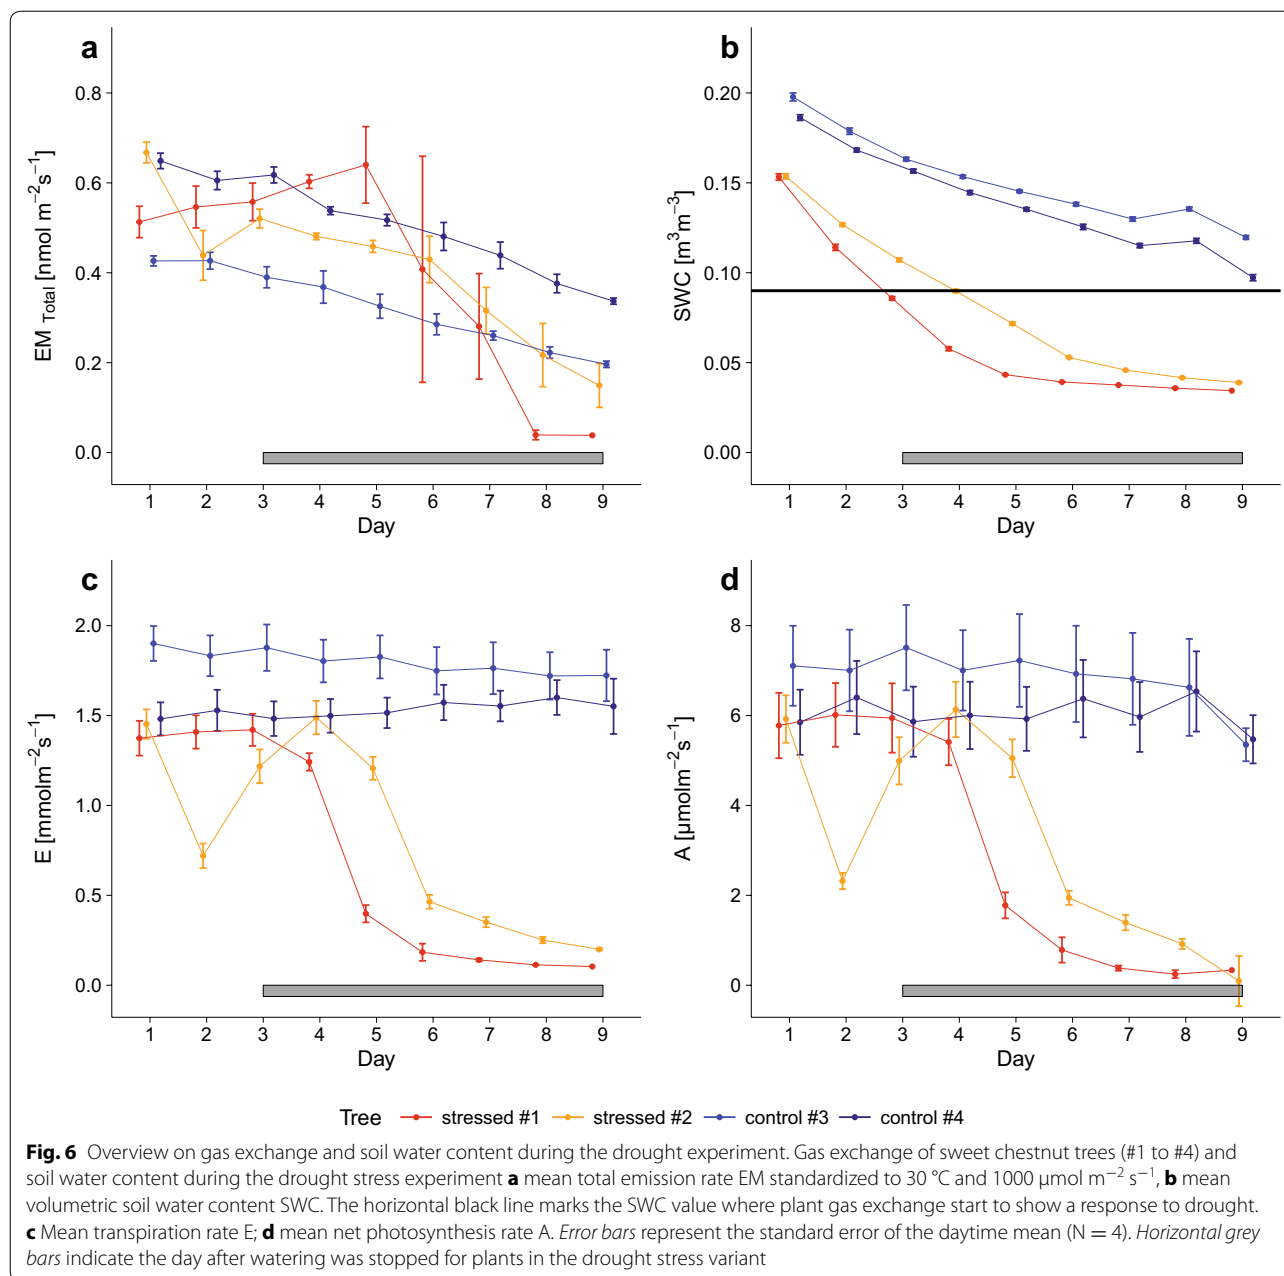 a
EM Total [nmol m−2s−1]
0.8
0.6
0.4
0.2
0.0
1 2 3 4 5 6 7 8 9
Day
b
SWC [m3m−3]
0.20
0.15
0.10
0.05
0.00
1 2 3 4 5 6 7 8 9
Day
c
E [mmolm−2s−1]
2.0
1.5
1.0
0.5
0.0
1 2 3 4 5 6 7 8 9
Day
d
A [µmolm−2s−1]
8
6
4
2
0
1 2 3 4 5 6 7 8 9
Day
Tree stressed #1 stressed #2 control #3 control #4
Fig. 6 Overview on gas exchange and soil water content during the drought experiment. Gas exchange of sweet chestnut trees (#1 to #4) and
soil water content during the drought stress experiment a mean total emission rate EM standardized to 30 °C and 1000 µmol m−2 s−1, b mean
volumetric soil water content SWC. The horizontal black line marks the SWC value where plant gas exchange start to show a response to drought.
c Mean transpiration rate E; d mean net photosynthesis rate A. Error bars represent the standard error of the daytime mean (N = 4). Horizontal grey
bars indicate the day after watering was stopped for plants in the drought stress variant